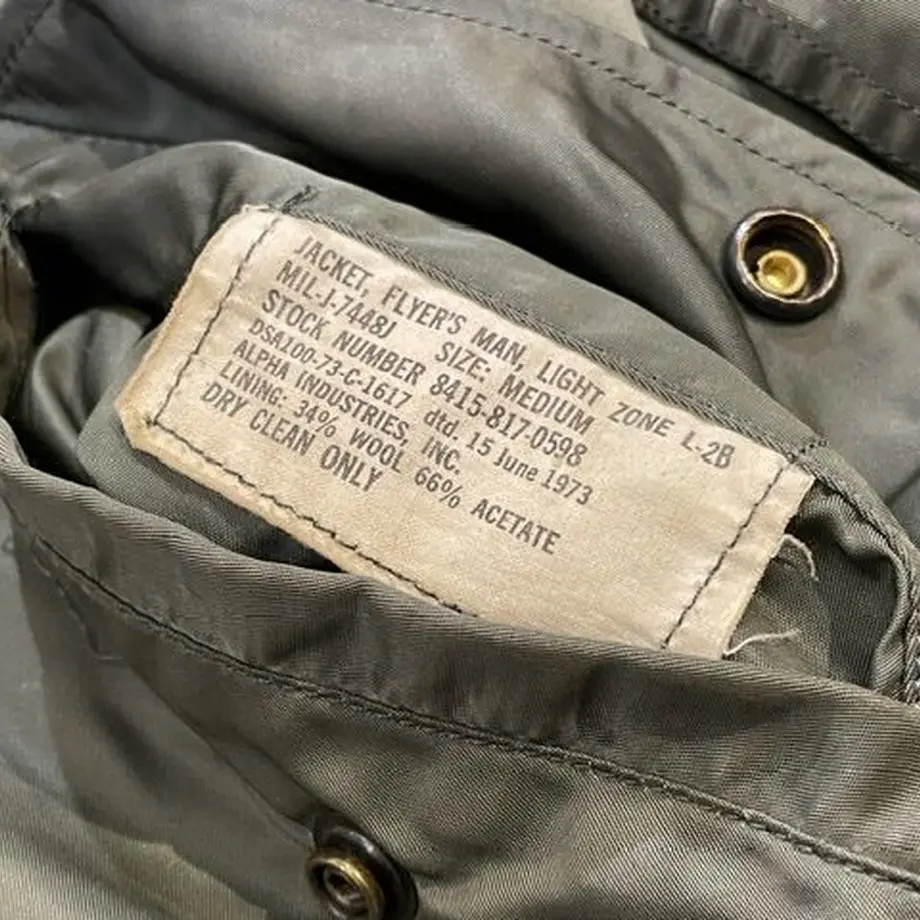 JACKET, FLYER'S MAN, LIGHT ZONE L-2B
MIL-J-7448J SIZE: MEDIUM
STOCK NUMBER 8415-817-0598
DSA100-73-C-1617 dtd. 15 June 1973
ALPHA INDUSTRIES, INC.
LINING: 34% WOOL 66% ACETATE
DRY CLEAN ONLY